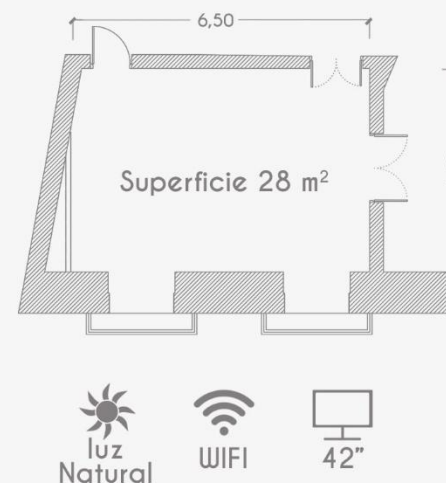 6,50
Superficie 28 m²
luz
Natural
WIFI
42”